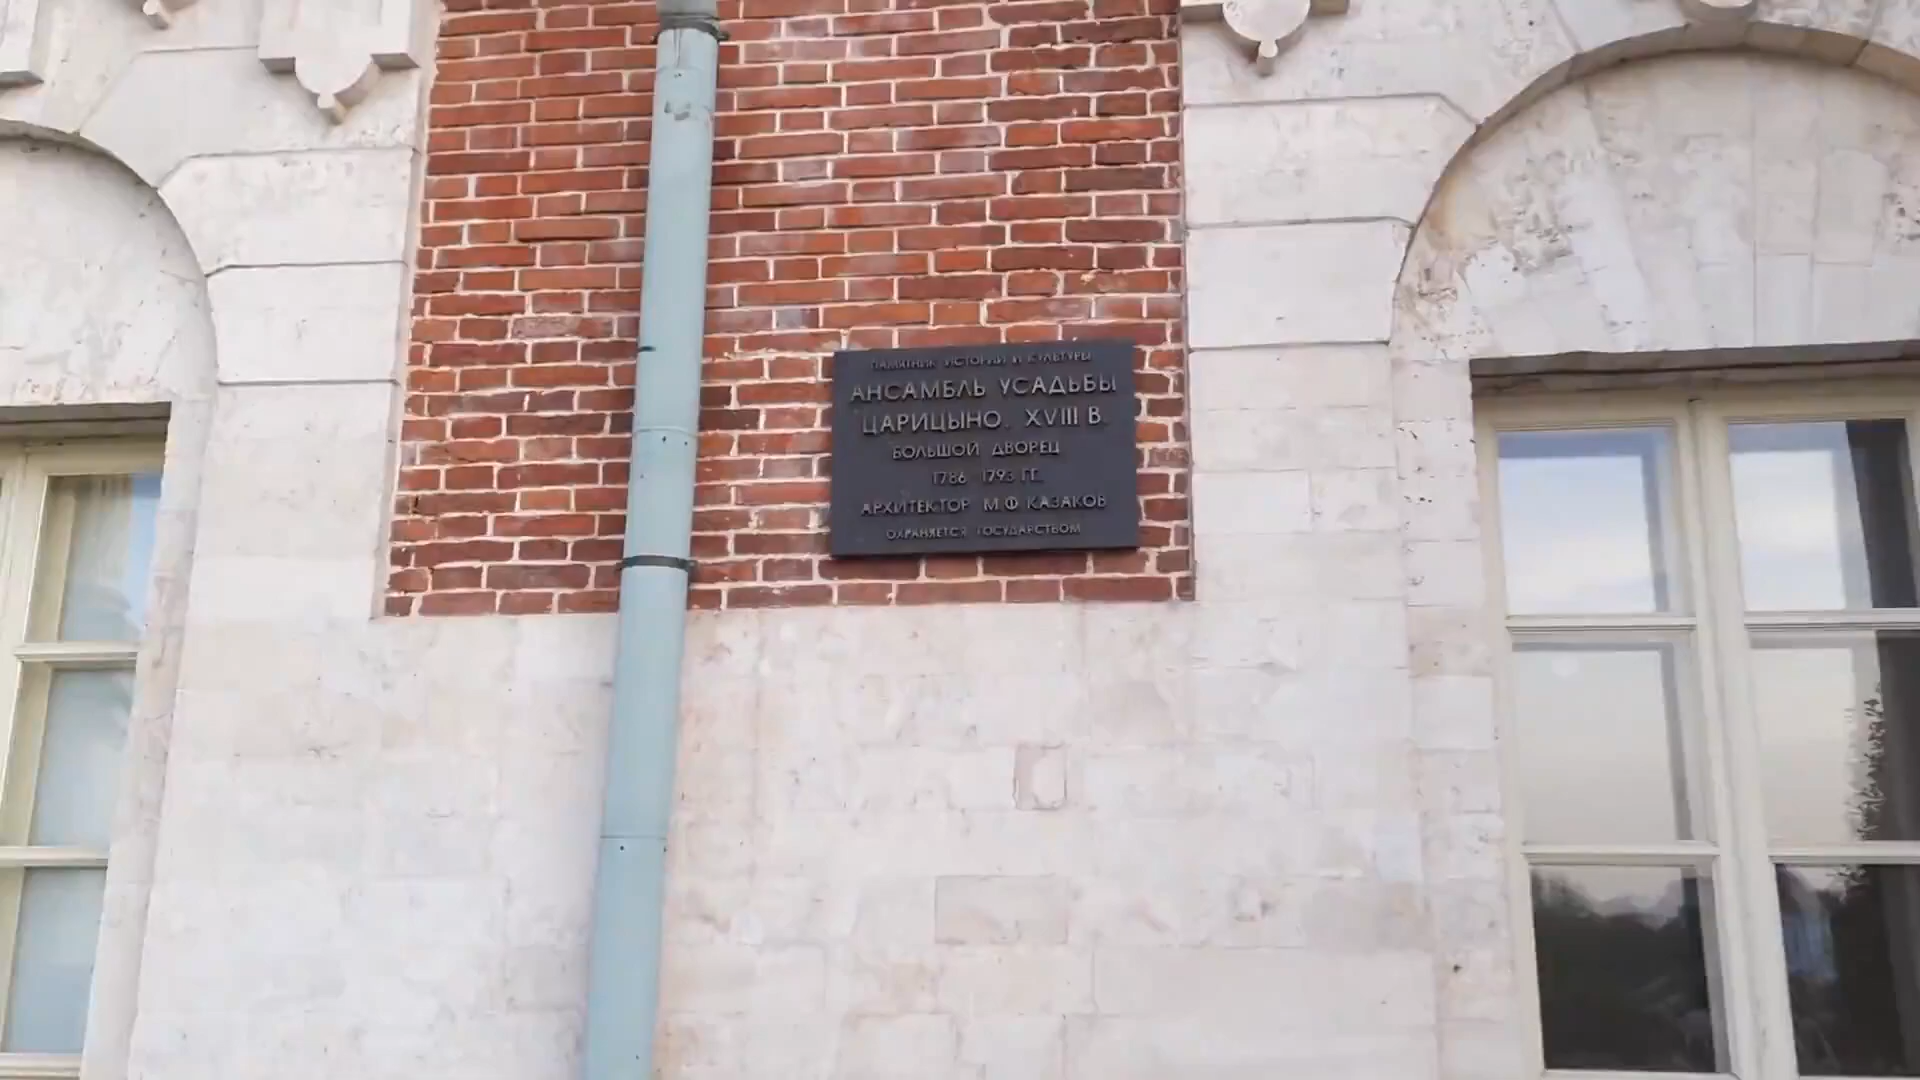 ПАМЯТНИК ИСТОРИИ И КУЛЬТУРЫ
АНСАМБЛЬ УСАДЬБЫ
ЦАРИЦЫНО. XVIII В.
БОЛЬШОЙ ДВОРЕЦ
1786 - 1793 ГГ.
АРХИТЕКТОР М.Ф КАЗАКОВ
ОХРАНЯЕТСЯ ГОСУДАРСТВОМ